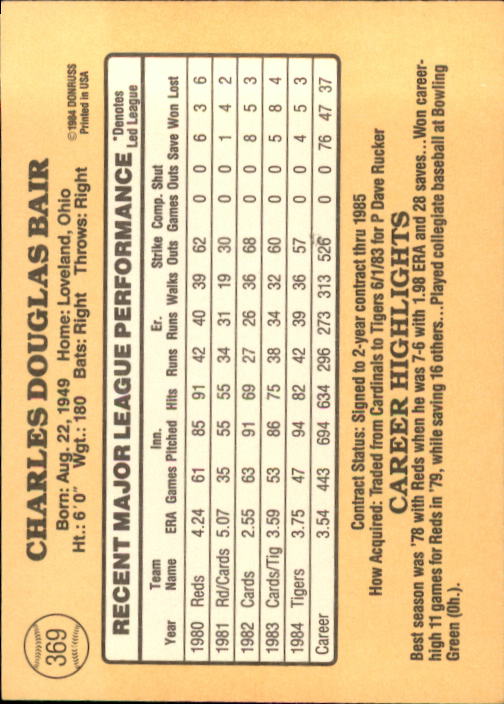 369
CHARLES DOUGLAS BAIR
©1984 DONRUSS
Printed in USA
Born: Aug. 22, 1949 Home: Loveland, Ohio
Ht.: 6'0" Wgt.: 180 Bats: Right Throws: Right
RECENT MAJOR LEAGUE PERFORMANCE *Denotes Led League
Year Team Name ERA Games Inn. Pitched Hits Runs Er. Runs Walks Strike Outs Comp. Games Shut Outs Save Won Lost
1980 Reds 4.24 61 85 91 42 40 39 62 0 0 6 3 6
1981 Rd/Cards 5.07 35 55 55 34 31 19 30 0 0 1 4 2
1982 Cards 2.55 63 91 69 27 26 36 68 0 0 8 5 3
1983 Cards/Tig 3.59 53 86 75 38 34 32 60 0 0 5 8 4
1984 Tigers 3.75 47 94 82 42 39 36 57 0 0 4 5 3
Career 3.54 443 694 634 296 273 313 526 0 0 76 47 37
Contract Status: Signed to 2-year contract thru 1985
How Acquired: Traded from Cardinals to Tigers 6/1/83 for P Dave Rucker
CAREER HIGHLIGHTS
Best season was '78 with Reds when he was 7-6 with 1.98 ERA and 28 saves...Won career-
high 11 games for Reds in '79, while saving 16 others...Played collegiate baseball at Bowling
Green (Oh.).